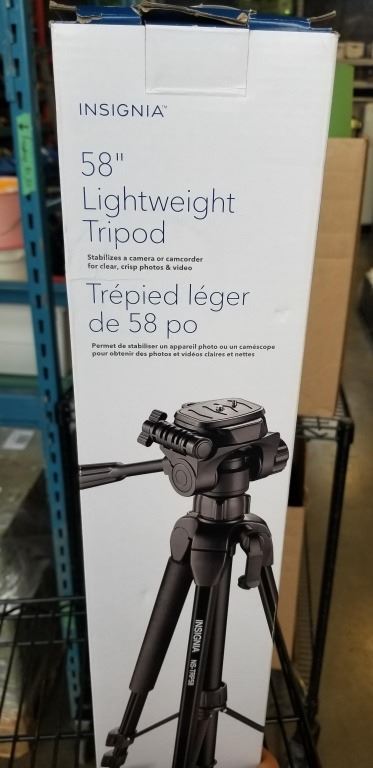 INSIGNIA™
58"
Lightweight
Tripod
Stabilizes a camera or camcorder
for clear, crisp photos & video
Trépied léger
de 58 po
Permet de stabiliser un appareil photo ou un caméscope
pour obtenir des photos et vidéos claires et nettes
INSIGNIA NS-TRP58